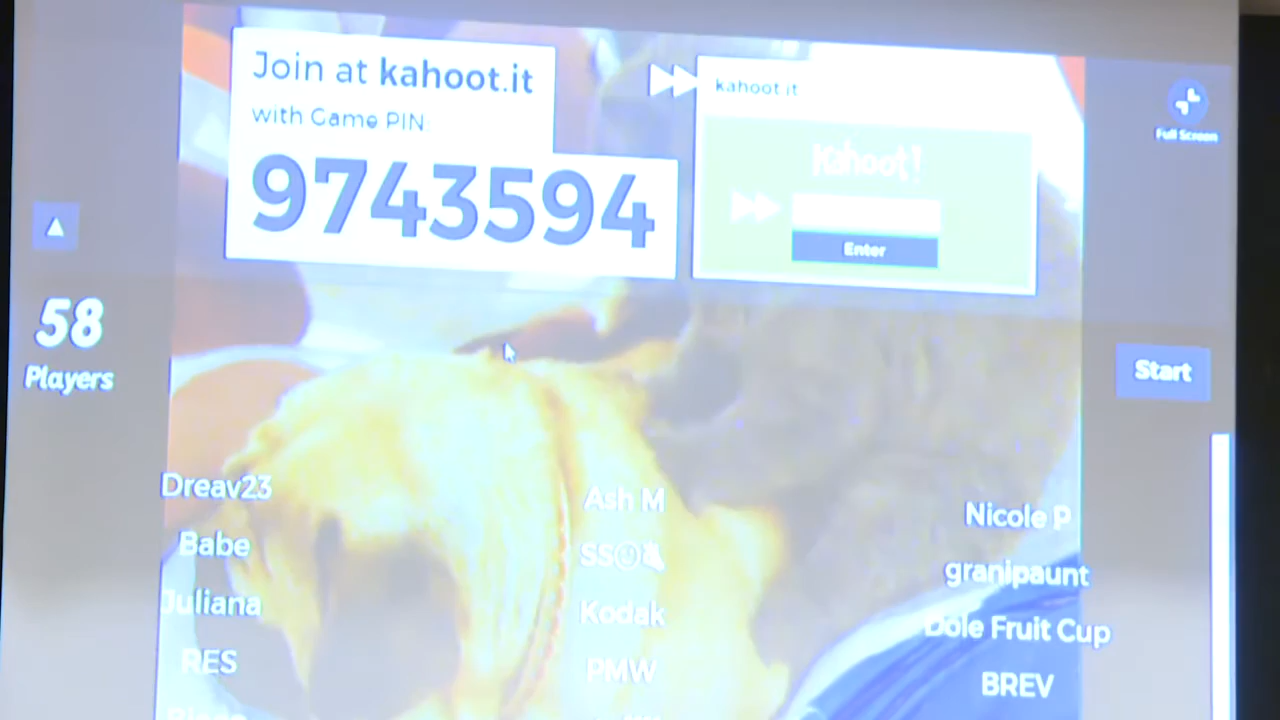 Join at kahoot.it
with Game PIN:
9743594
kahoot.it
Kahoot!
Enter
Full Screen
58
Players
Start
Dreav23
Ash M
Nicole P
Babe
SS
granipaunt
Juliana
Kodak
Dole Fruit Cup
RES
PMW
BREV